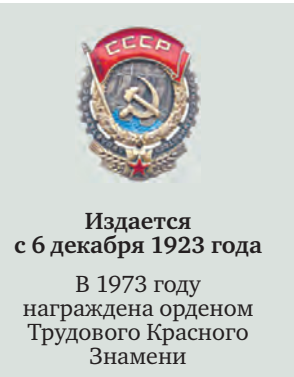 СССР
Издается
с 6 декабря 1923 года
В 1973 году
награждена орденом
Трудового Красного
Знамени